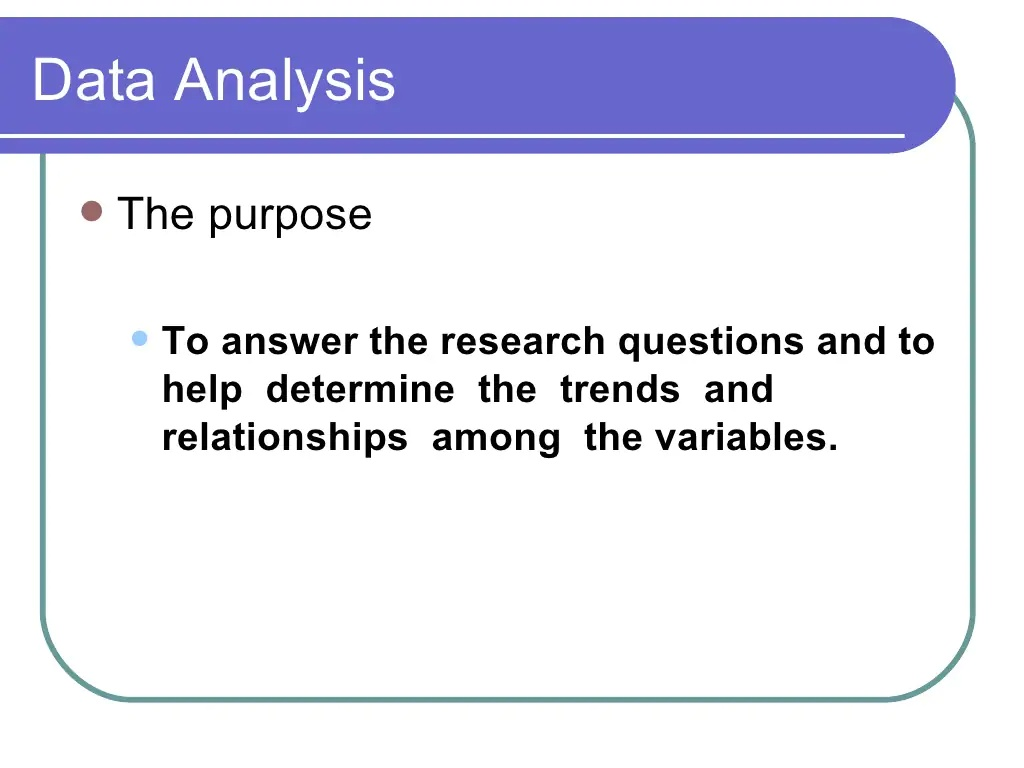 Data Analysis
The purpose
To answer the research questions and to
help determine the trends and
relationships among the variables.